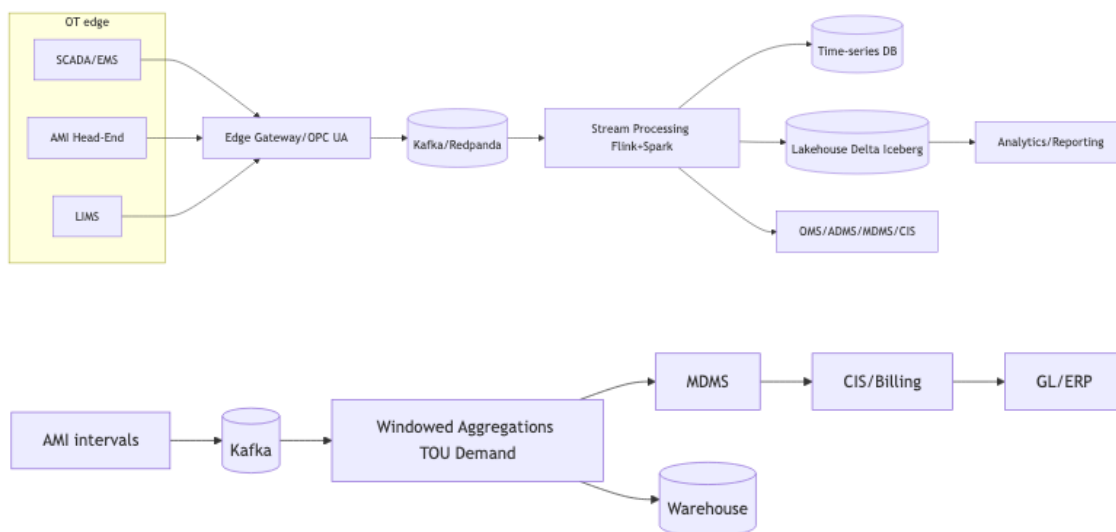 OT edge
SCADA/EMS
AMI Head-End
LIMS
Edge Gateway/OPC UA
Kafka/Redpanda
Stream Processing
Flink+Spark
Time-series DB
Lakehouse Delta Iceberg
Analytics/Reporting
OMS/ADMS/MDMS/CIS
AMI intervals
Kafka
Windowed Aggregations
TOU Demand
MDMS
CIS/Billing
GL/ERP
Warehouse